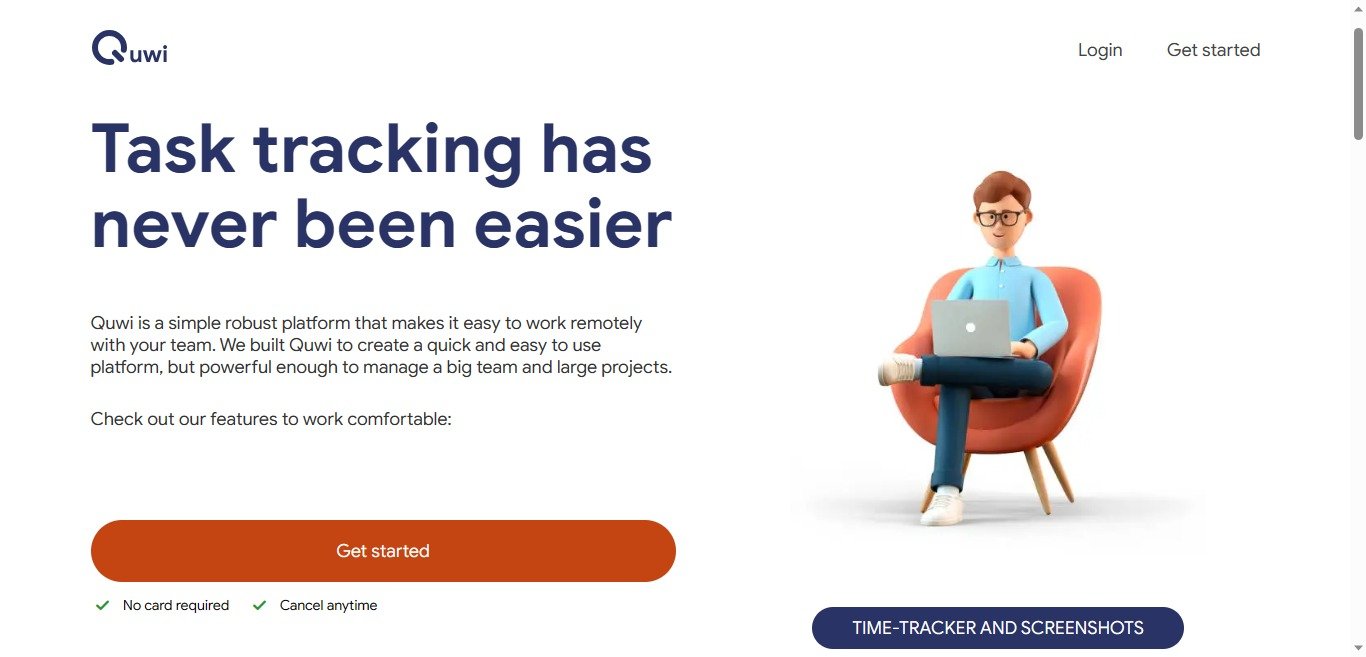 Quwi
Login
Get started
Task tracking has
never been easier
Quwi is a simple robust platform that makes it easy to work remotely
with your team. We built Quwi to create a quick and easy to use
platform, but powerful enough to manage a big team and large projects.
Check out our features to work comfortable:
Get started
No card required
Cancel anytime
TIME-TRACKER AND SCREENSHOTS